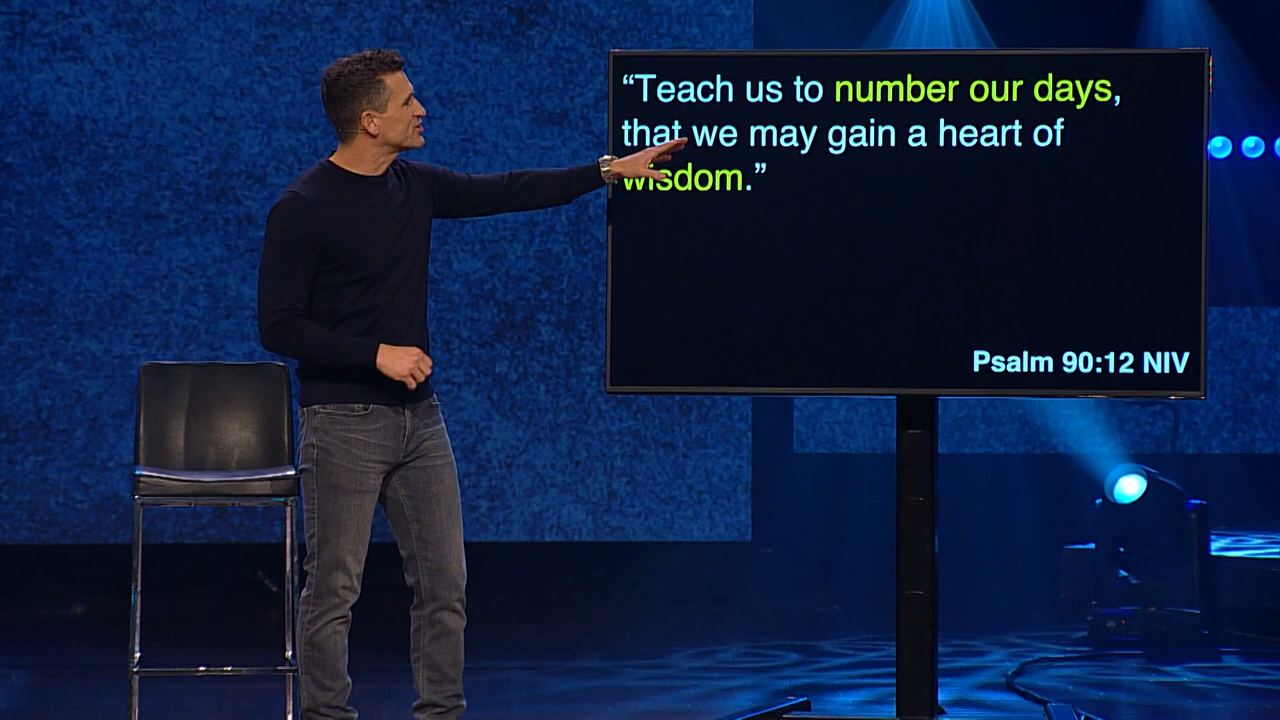 “Teach us to number our days,
that we may gain a heart of
wisdom.”
Psalm 90:12 NIV